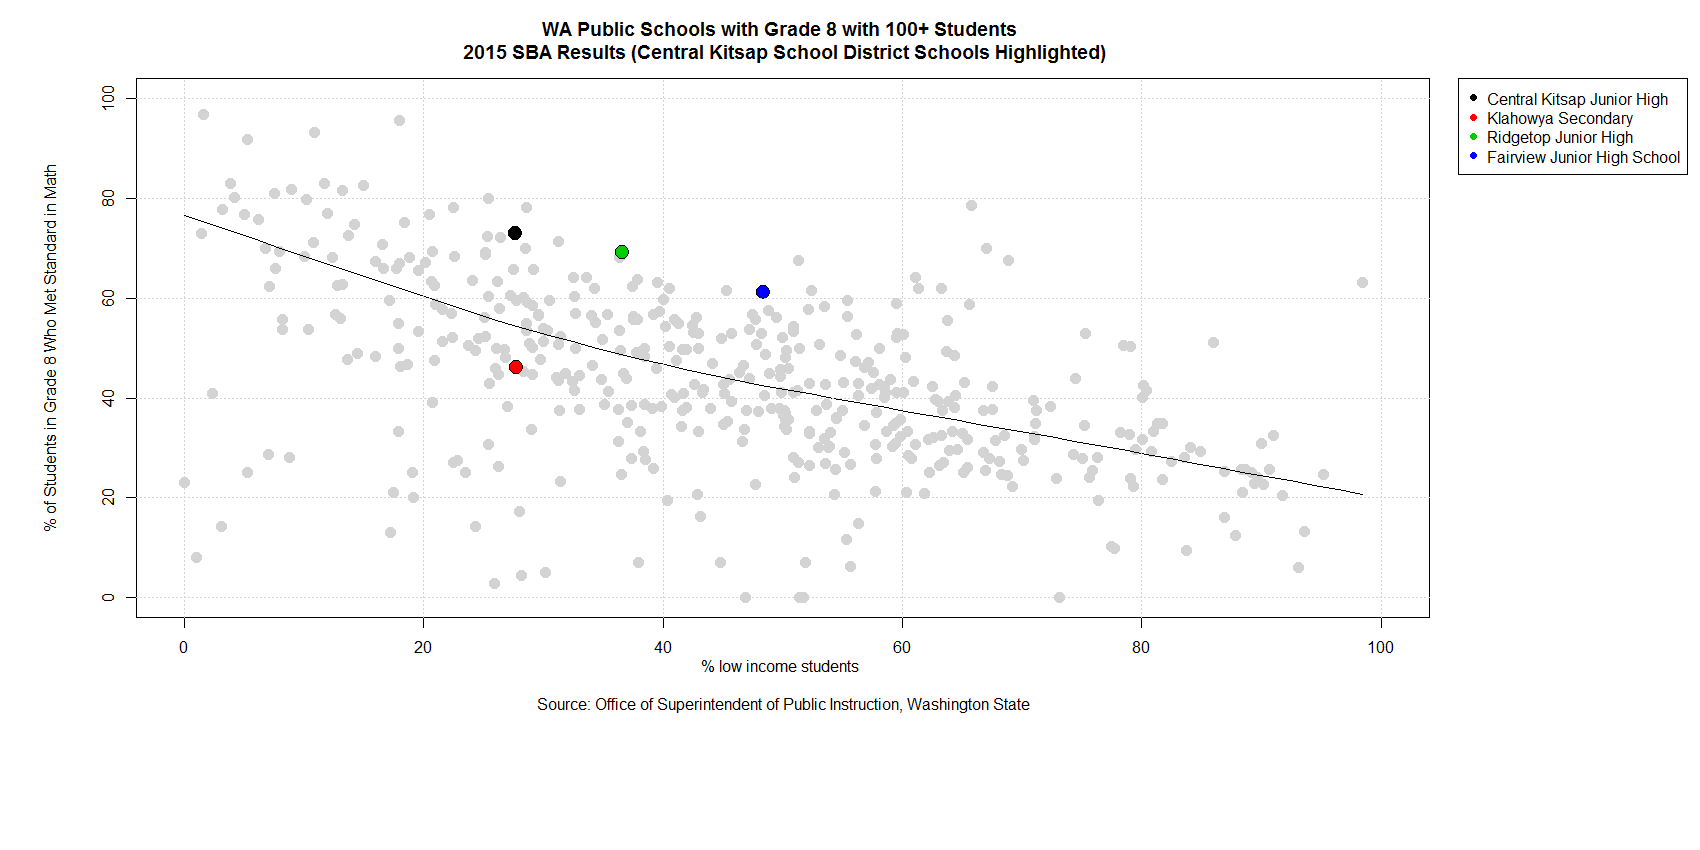 WA Public Schools with Grade 8 with 100+ Students
2015 SBA Results (Central Kitsap School District Schools Highlighted)
% of Students in Grade 8 Who Met Standard in Math
100
80
60
40
20
0
0 20 40 60 80 100
% low income students
Source: Office of Superintendent of Public Instruction, Washington State
Central Kitsap Junior High
Klahowya Secondary
Ridgetop Junior High
Fairview Junior High School